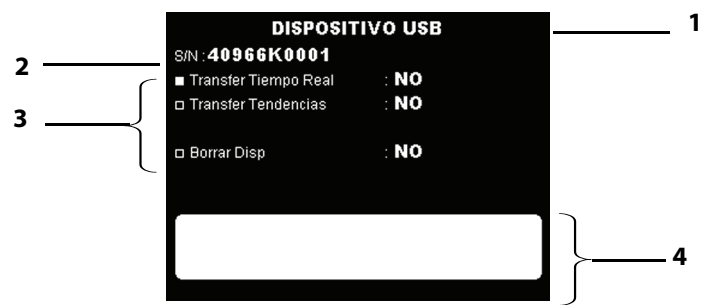 DISPOSITIVO USB
1
S/N : 40966K0001
2
Transfer Tiempo Real : NO
Transfer Tendencias : NO
3
Borrar Disp : NO
4